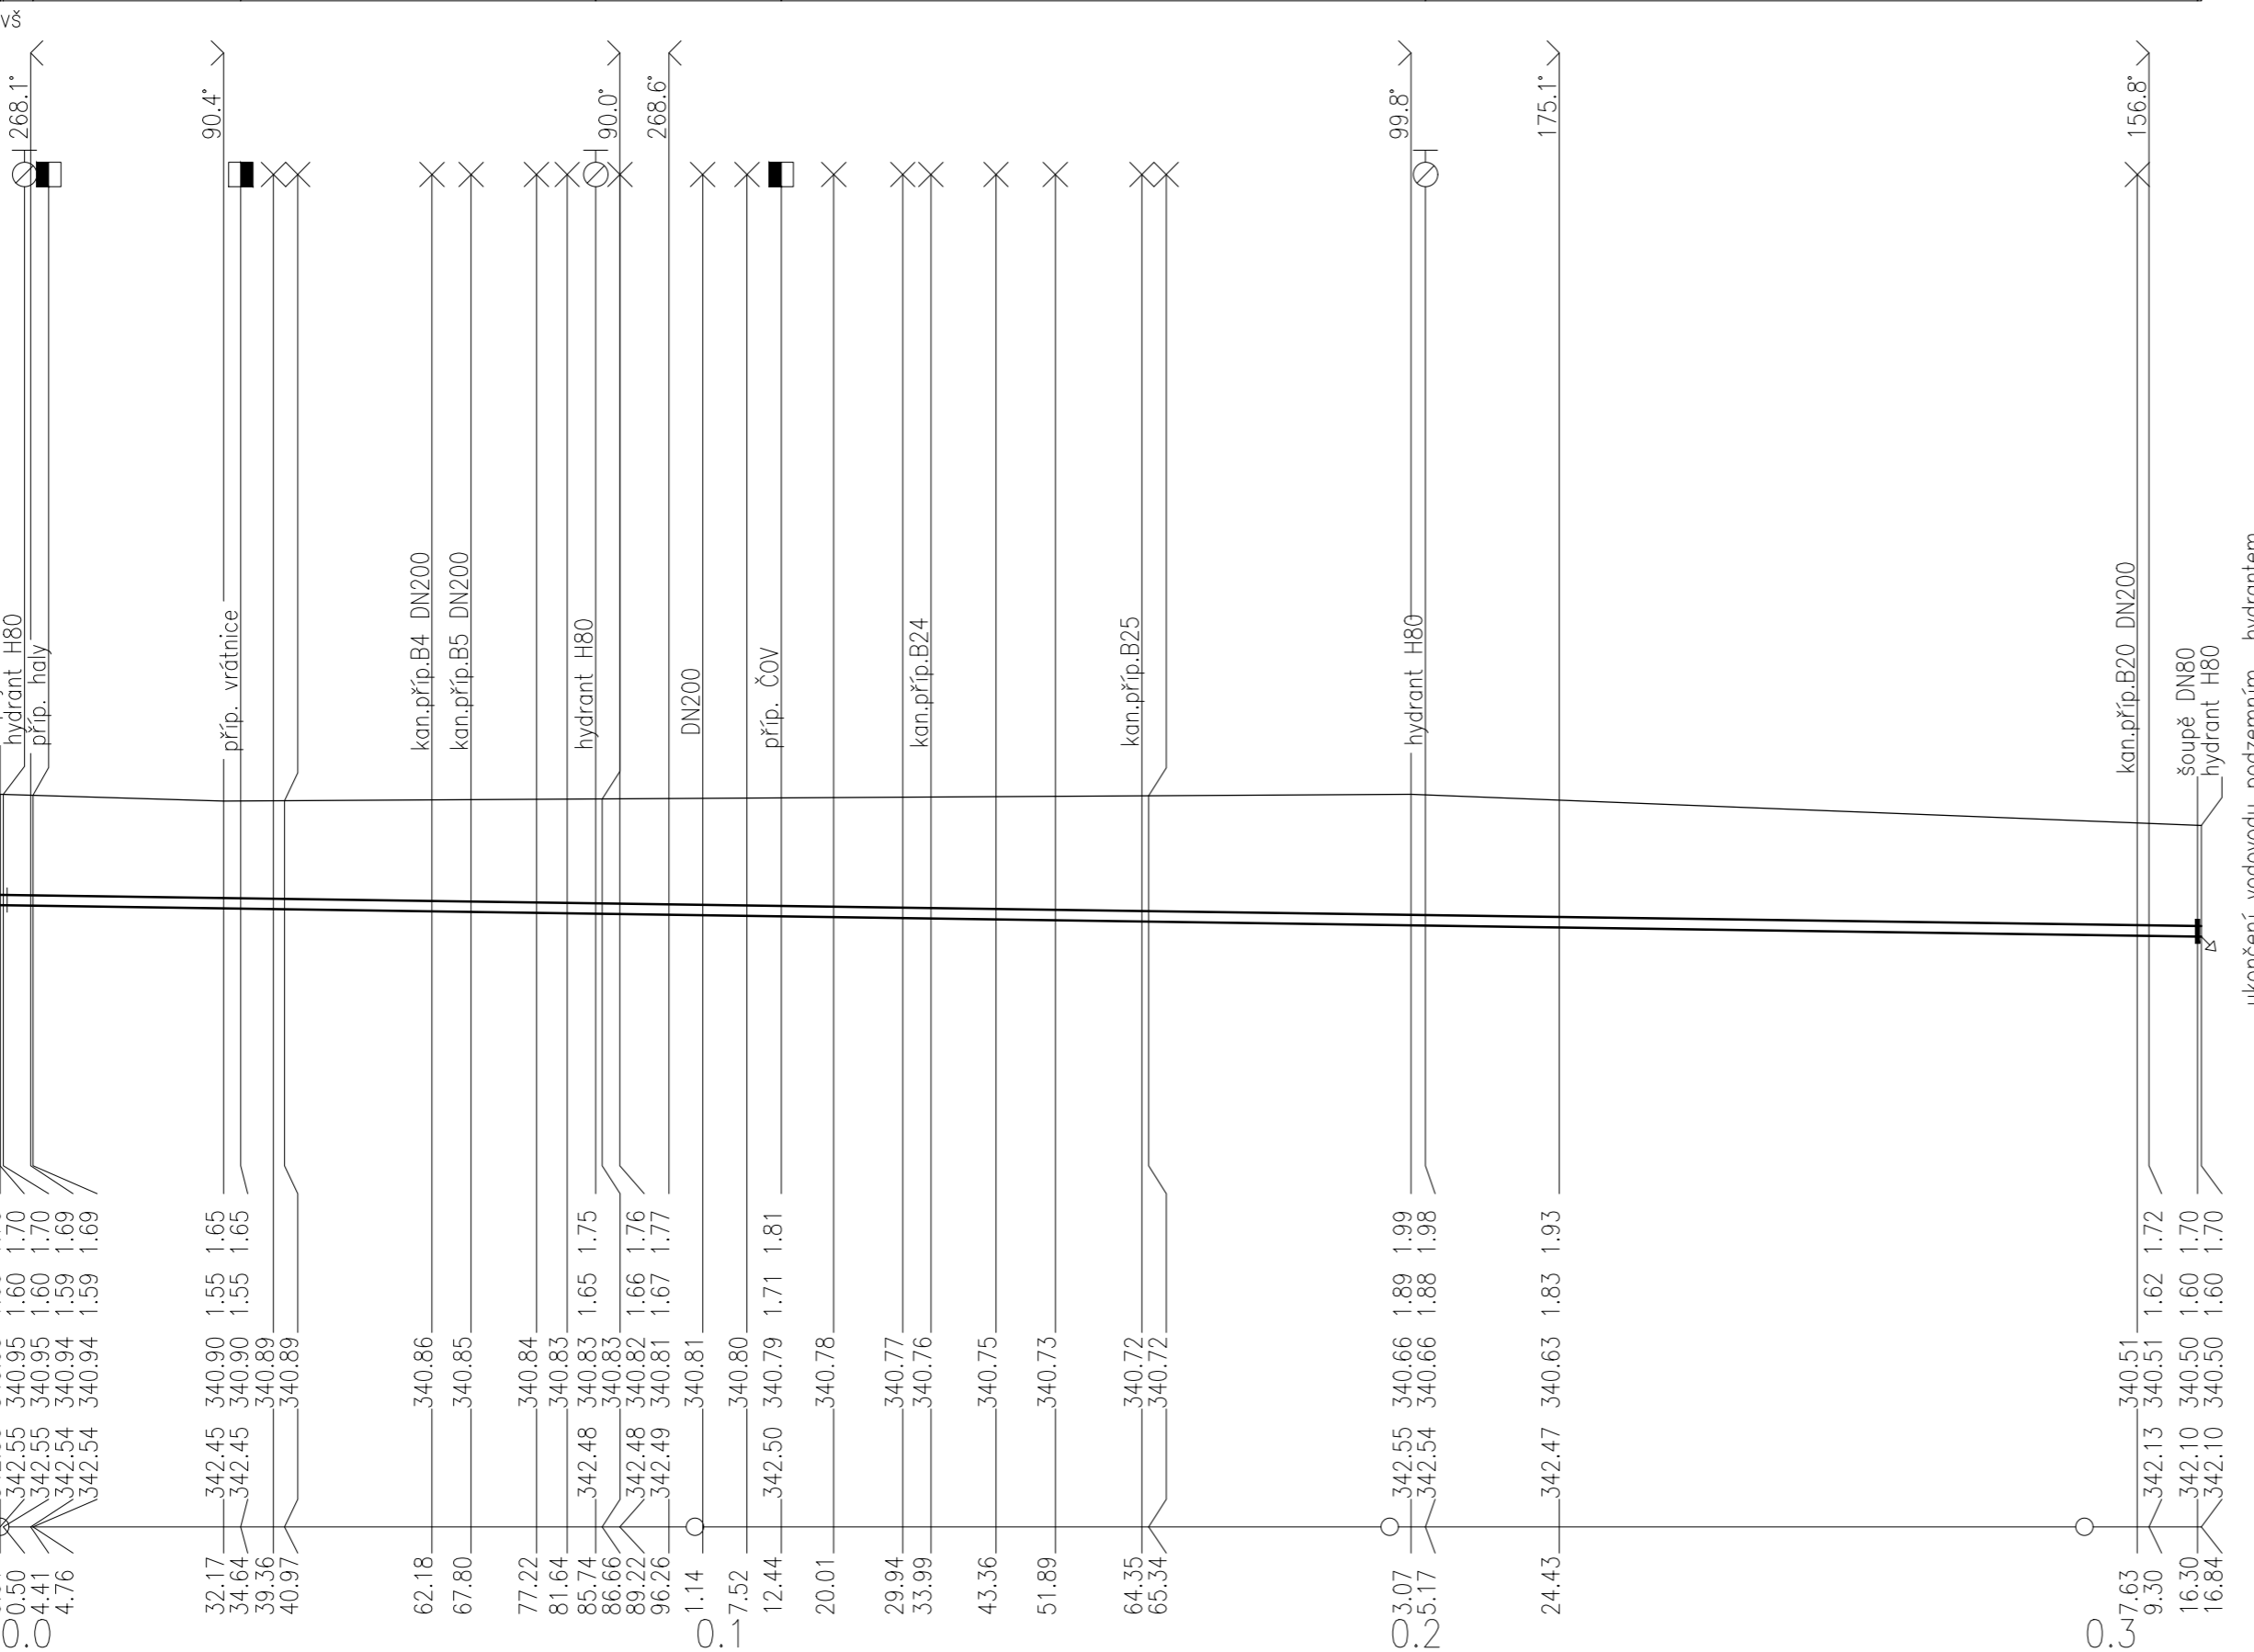 vš
268.1°
90.4°
90.0°
268.6°
99.8°
175.1°
156.8°
hydrant H80
příp. haly
příp. vrátnice
kan.příp.B4 DN200
kan.příp.B5 DN200
hydrant H80
DN200
příp. ČOV
kan.příp.B24
kan.příp.B25
hydrant H80
kan.příp.B20 DN200
šoupě DN80
hydrant H80
ukončení vodovodu podzemním hydrantem
342.55 340.95 1.60 1.70
342.55 340.95 1.60 1.70
342.54 340.94 1.59 1.69
342.54 340.94 1.59 1.69
342.45 340.90 1.55 1.65
342.45 340.90 1.55 1.65
340.89
340.89
340.86
340.85
340.84
340.83
342.48 340.83 1.65 1.75
340.83
342.48 340.82 1.66 1.76
342.49 340.81 1.67 1.77
340.81
340.80
342.50 340.79 1.71 1.81
340.78
340.77
340.76
340.75
340.73
340.72
340.72
342.55 340.66 1.89 1.99
342.54 340.66 1.88 1.98
342.47 340.63 1.83 1.93
340.51
342.13 340.51 1.62 1.72
342.10 340.50 1.60 1.70
342.10 340.50 1.60 1.70
0.50
4.41
4.76
32.17
34.64
39.36
40.97
62.18
67.80
77.22
81.64
85.74
86.66
89.22
96.26
1.14
7.52
12.44
20.01
29.94
33.99
43.36
51.89
64.35
65.34
3.07
5.17
24.43
7.63
9.30
16.30
16.84
0.0
0.1
0.2
0.3